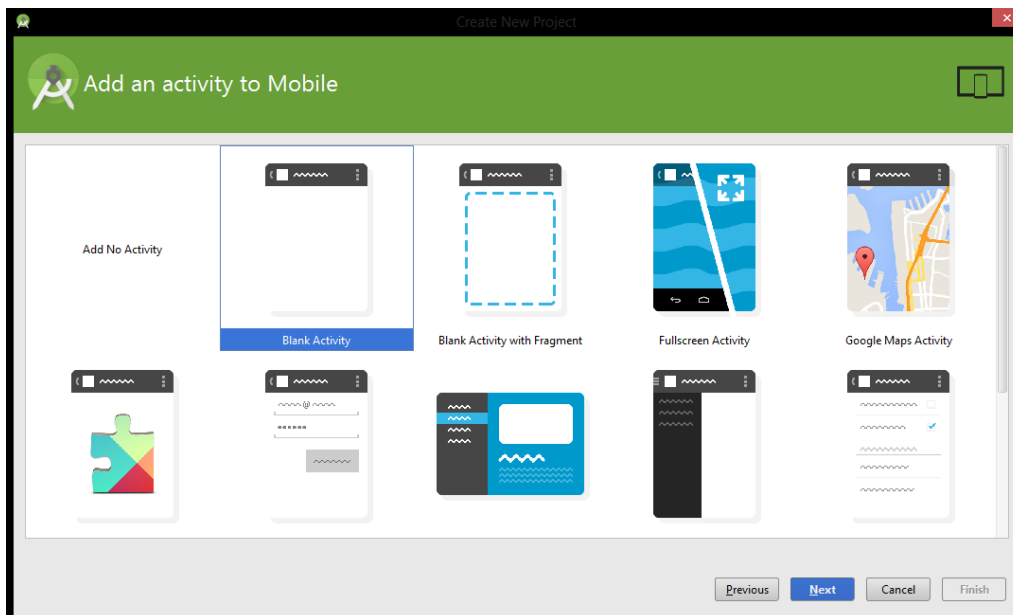 Create New Project
Add an activity to Mobile
Add No Activity
Blank Activity
Blank Activity with Fragment
Fullscreen Activity
Google Maps Activity
@
Previous
Next
Cancel
Finish